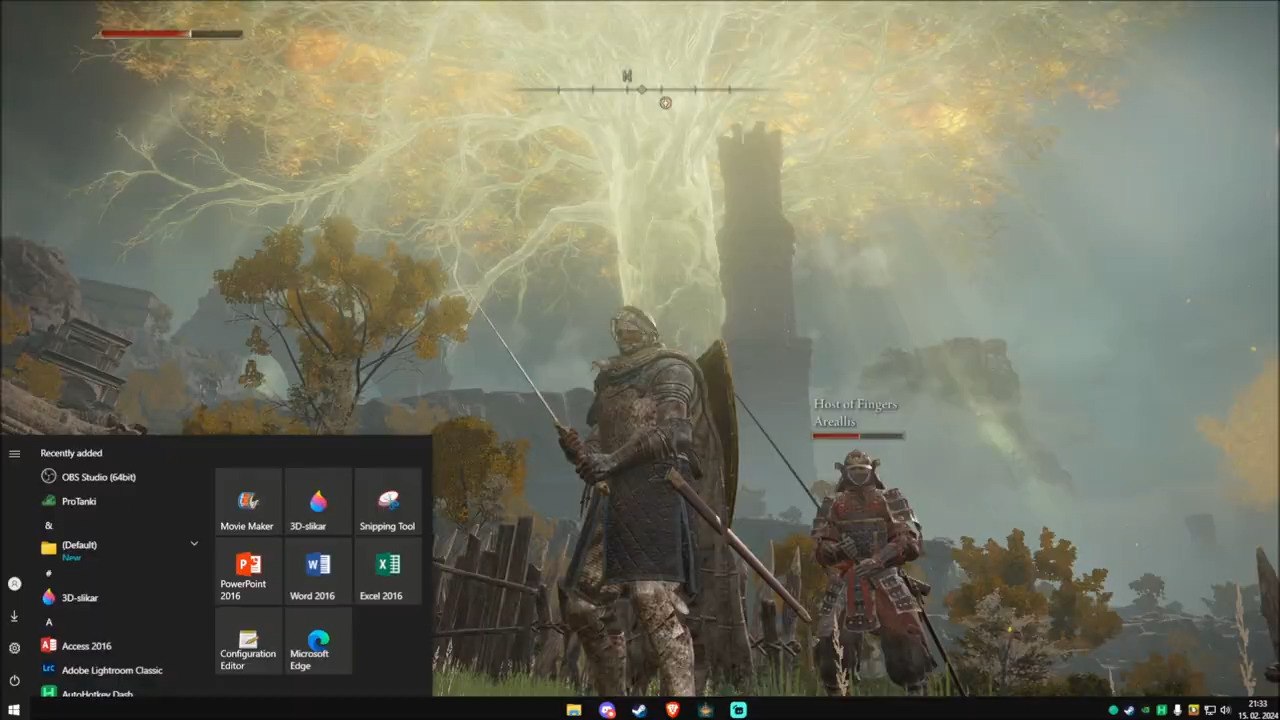 N
Host of Fingers
Areallis
Recently added
OBS Studio (64bit)
ProTanki
&
(Default)
New
#
3D-slikar
A
Access 2016
Adobe Lightroom Classic
AutoHotkey Dash
Movie Maker
3D-slikar
Snipping Tool
PowerPoint
2016
Word 2016
Excel 2016
Configuration
Editor
Microsoft
Edge
21:33
15. 02. 2024